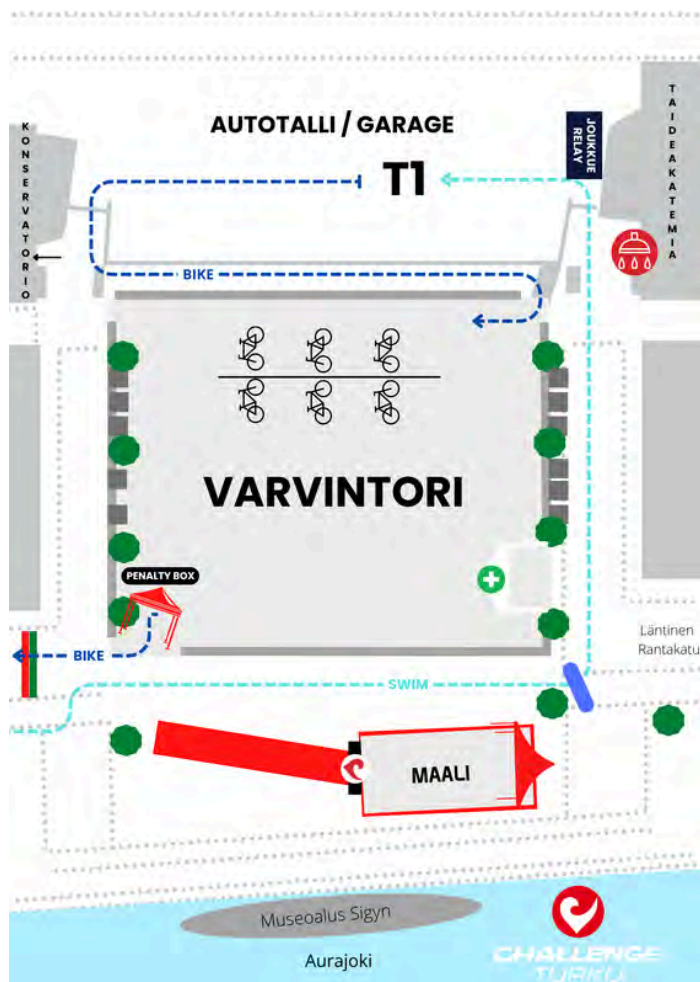 AUTOTALLI / GARAGE
T1
JOUKKUE
RELAY
KONSERVATORIO
TAIDEAKATEMIA
BIKE
VARVINTORI
PENALTY BOX
Läntinen
Rantakatu
BIKE
SWIM
MAALI
Museoalus Sigyn
Aurajoki
CHALLENGE
TURKU